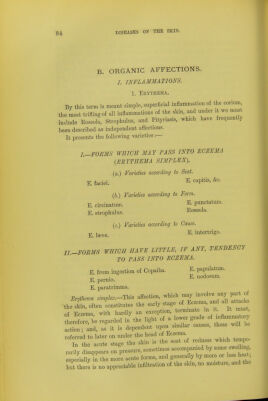 94 DISEASES OF THE SKIN.
B. ORGANIC AFFECTIONS.
I. INFLAMMATIONS.
1. ERYTHEMA.
By this term is meant simple, superficial inflammation of the corium,
the most trifling of all inflammations of the skin, and under it we must
include Roseola, Strophulus, and Pityriasis, which have frequently
been described as independent affections.
It presents the following varieties:—
I.—FORMS WHICH MAY PASS INTO ECZEMA
(ERYTHEMA SIMPLEX).
(a.) Varieties according to Seat.
E. faciei. E. capitis, &c.
(b.) Varieties according to Form.
E. circinatum. E. punctatum.
E. strophulus. Roseola.
(c.) Varieties according to Cause.
E. læve. E. intertrigo.
II.—FORMS WHICH HAVE LITTLE, IF ANY, TENDENCY
TO PASS INTO ECZEMA.
E. from ingestion of Copaiba. E. papulatum.
E. pernio. E. nodosum.
E. paratrimma.
Erythema simplex.—This affection, which may involve any part of
the skin, often constitutes the early stage of Eczema, and all attacks
of Eczema, with hardly an exception, terminate in it. It must,
therefore, be regarded in the light of a lower grade of inflammatory
action; and, as it is dependent upon similar causes, these will be
referred to later on under the head of Eczema.
In the acute stage the skin is the seat of redness which tempo-
rarily disappears on pressure, sometimes accompanied by some swelling,
especially in the more acute forms, and generally by more or less heat;
but there is no appreciable infiltration of the skin, no moisture, and the